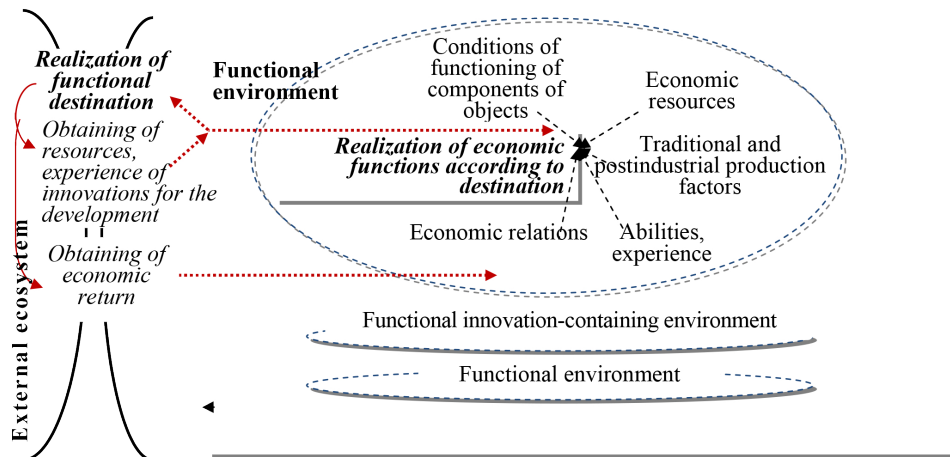 Realization of
functional
destination
Obtaining of
resources,
experience of
innovations for the
development
Obtaining of
economic
return
External ecosystem
Functional
environment
Conditions of
functioning of
components of
objects
Economic
resources
Realization of economic
functions according to
destination
Traditional and
postindustrial production
factors
Economic relations
Abilities,
experience
Functional innovation-containing environment
Functional environment